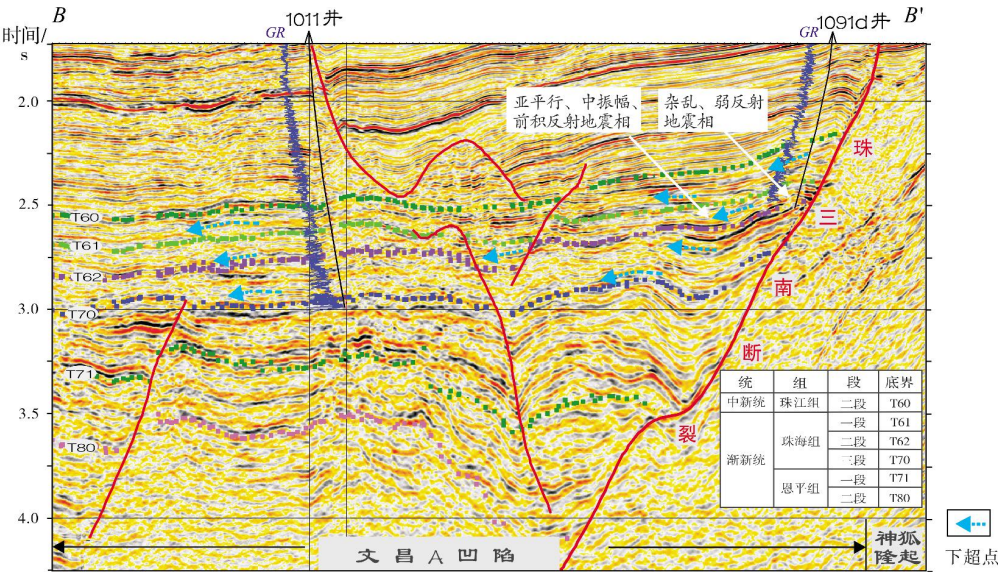 B
1011井
1091d井
B'
GR
GR
时间/
s
亚平行、中振幅、
前积反射地震相
杂乱、弱反射
地震相
2.0
2.5
3.0
3.5
4.0
T60
T61
T62
T70
T71
T80
珠
三
南
断
裂
统 组 段 底界
中新统 珠江组 二段 T60
渐新统 珠海组 一段 T61
二段 T62
三段 T70
恩平组 一段 T71
二段 T80
文昌A凹陷
神狐
隆起
下超点